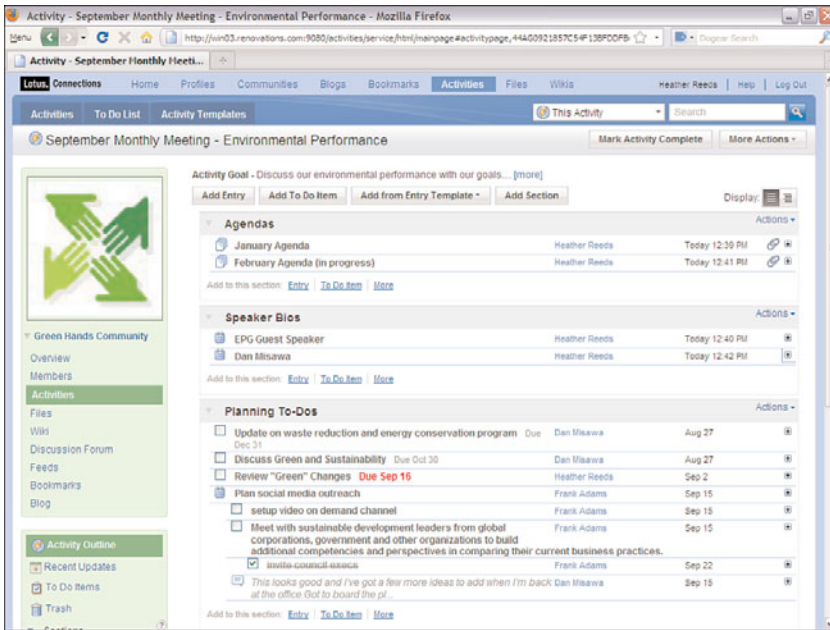 Activity - September Monthly Meeting - Environmental Performance - Mozilla Firefox
Menu
http://win03.renovations.com:9080/activities/service/html/mainpage#activitypage,
Dogear Search
Activity - September Monthly Meeti...
Lotus. Connections Home Profiles Communities Blogs Bookmarks Activities Files Wikis Heather Reeds | Help | Log Out
Activities To Do List Activity Templates This Activity Search
September Monthly Meeting - Environmental Performance Mark Activity Complete More Actions
Activity Goal - Discuss our environmental performance with our goals... [more]
Add Entry Add To Do Item Add from Entry Template Add Section Display:
Agendas Actions
January Agenda Heather Reeds Today 12:39 PM
February Agenda (in progress) Heather Reeds Today 12:41 PM
Add to this section: Entry | To Do Item | More
Speaker Bios Actions
EPG Guest Speaker Heather Reeds Today 12:40 PM
Dan Misawa Heather Reeds Today 12:42 PM
Add to this section: Entry | To Do Item | More
Planning To-Dos Actions
Update on waste reduction and energy conservation program Due Dec 31 Dan Misawa Aug 27
Discuss Green and Sustainability Due Oct 30 Dan Misawa Aug 27
Review "Green" Changes Due Sep 16 Heather Reeds Sep 2
Plan social media outreach Frank Adams Sep 15
setup video on demand channel Frank Adams Sep 15
Meet with sustainable development leaders from global Frank Adams Sep 15
corporations, government and other organizations to build
additional competencies and perspectives in comparing their current business practices.
invite council execs Frank Adams Sep 22
This looks good and I've got a few more ideas to add when I'm back Dan Misawa Sep 15
at the office Got to board the pl...
Add to this section: Entry | To Do Item | More
Green Hands Community
Overview
Members
Activities
Files
Wiki
Discussion Forum
Feeds
Bookmarks
Blog
Activity Outline
Recent Updates
To Do Items
Trash
Sections